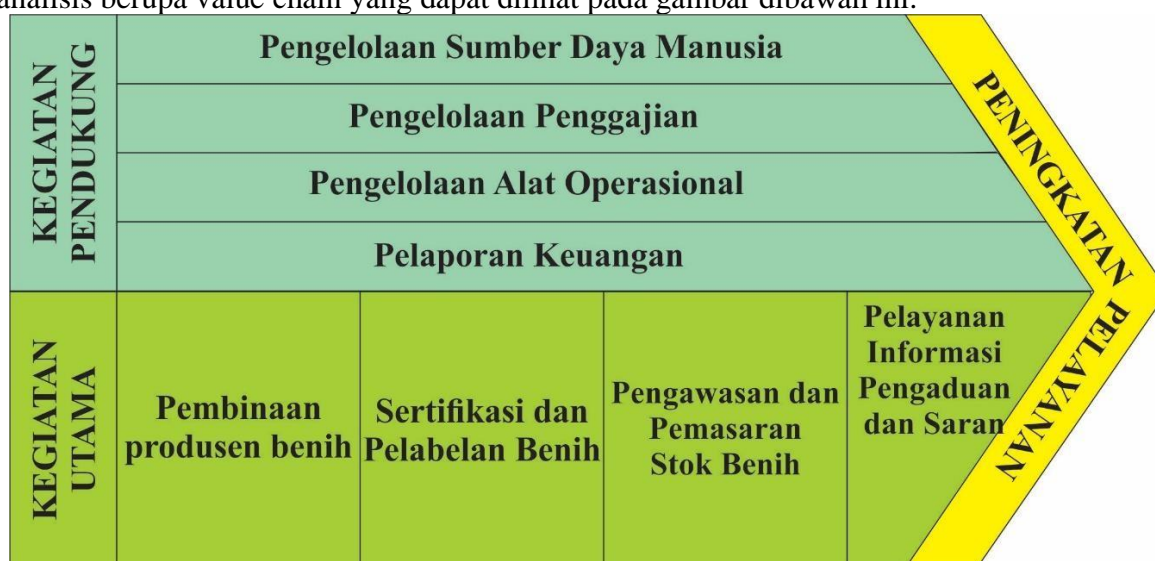 analisis berupa value chain yang dapat dilihat pada gambar dibawah ini.
KEGIATAN
PENDUKUNG
Pengelolaan Sumber Daya Manusia
Pengelolaan Penggajian
Pengelolaan Alat Operasional
Pelaporan Keuangan
KEGIATAN
UTAMA
Pembinaan
produsen benih
Sertifikasi dan
Pelabelan Benih
Pengawasan dan
Pemasaran
Stok Benih
Pelayanan
Informasi
Pengaduan
dan Saran
PENINGKATAN
PELAYANAN